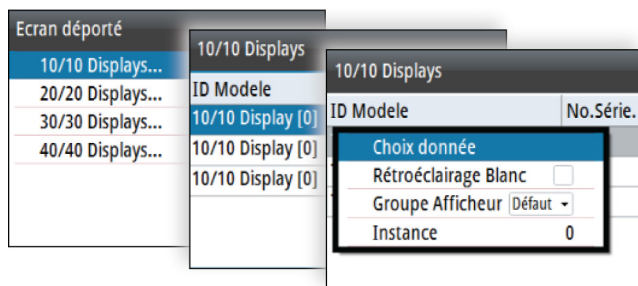 Ecran déporté
10/10 Displays...
20/20 Displays...
30/30 Displays...
40/40 Displays...
10/10 Displays
ID Modele
10/10 Display [0]
10/10 Display [0]
10/10 Display [0]
10/10 Displays
ID Modele No.Série.
Choix donnée
Rétroéclairage Blanc
Groupe Afficheur Défaut
Instance 0